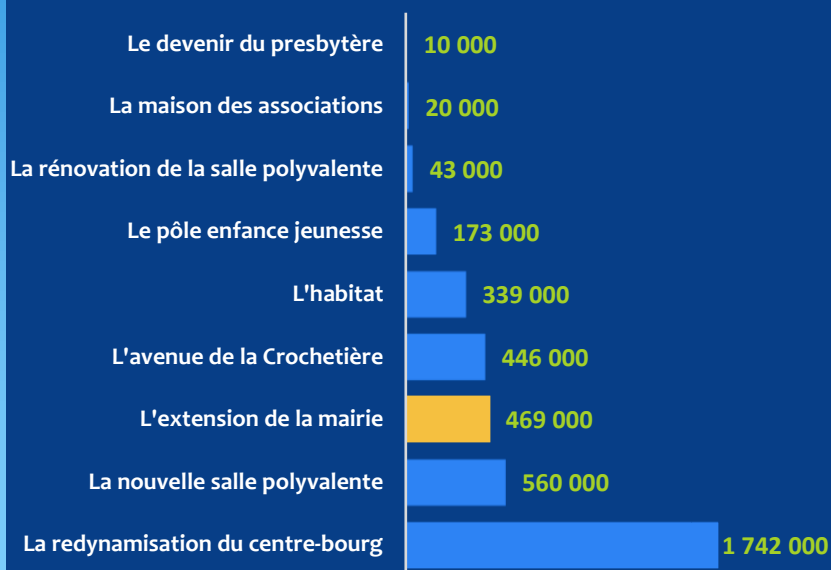 Le devenir du presbytère 10 000
La maison des associations 20 000
La rénovation de la salle polyvalente 43 000
Le pôle enfance jeunesse 173 000
L'habitat 339 000
L'avenue de la Crochetière 446 000
L'extension de la mairie 469 000
La nouvelle salle polyvalente 560 000
La redynamisation du centre-bourg 1 742 000